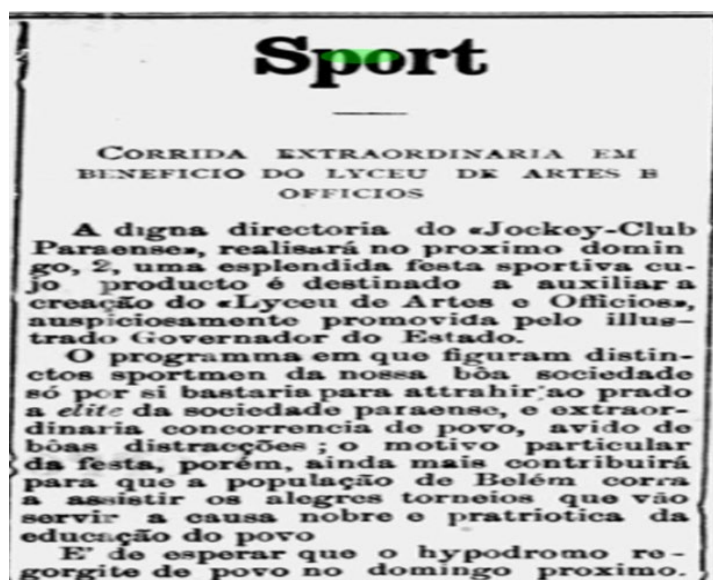 Sport
CORRIDA EXTRAORDINARIA EM
BENEFICIO DO LYCEU DE ARTES E
OFFICIOS
A digna directoria do «Jockey-Club
Paraense», realisará no proximo domin
go, 2, uma esplendida festa sportiva cu-
jo producto é destinado a auxiliar a
creação do «Lyceu de Artes e Officios»,
auspiciosamente promovida pelo illus-
trado Governador do Estado.
O programma em que figuram distin-
ctos sportmen da nossa bôa sociedade
só por si bastaria para attrahir ao prado
a elite da sociedade paraense, e extraor-
dinaria concorrencia de povo, avido de
bôas distracções; o motivo particular
da festa, porém, ainda mais contribuirá
para que a população de Belém corra
a assistir os alegres torneios que vão
servir a causa nobre e pratriotica da
educação do povo
E' de esperar que o hypodromo re-
gorgite de povo no domingo proximo.